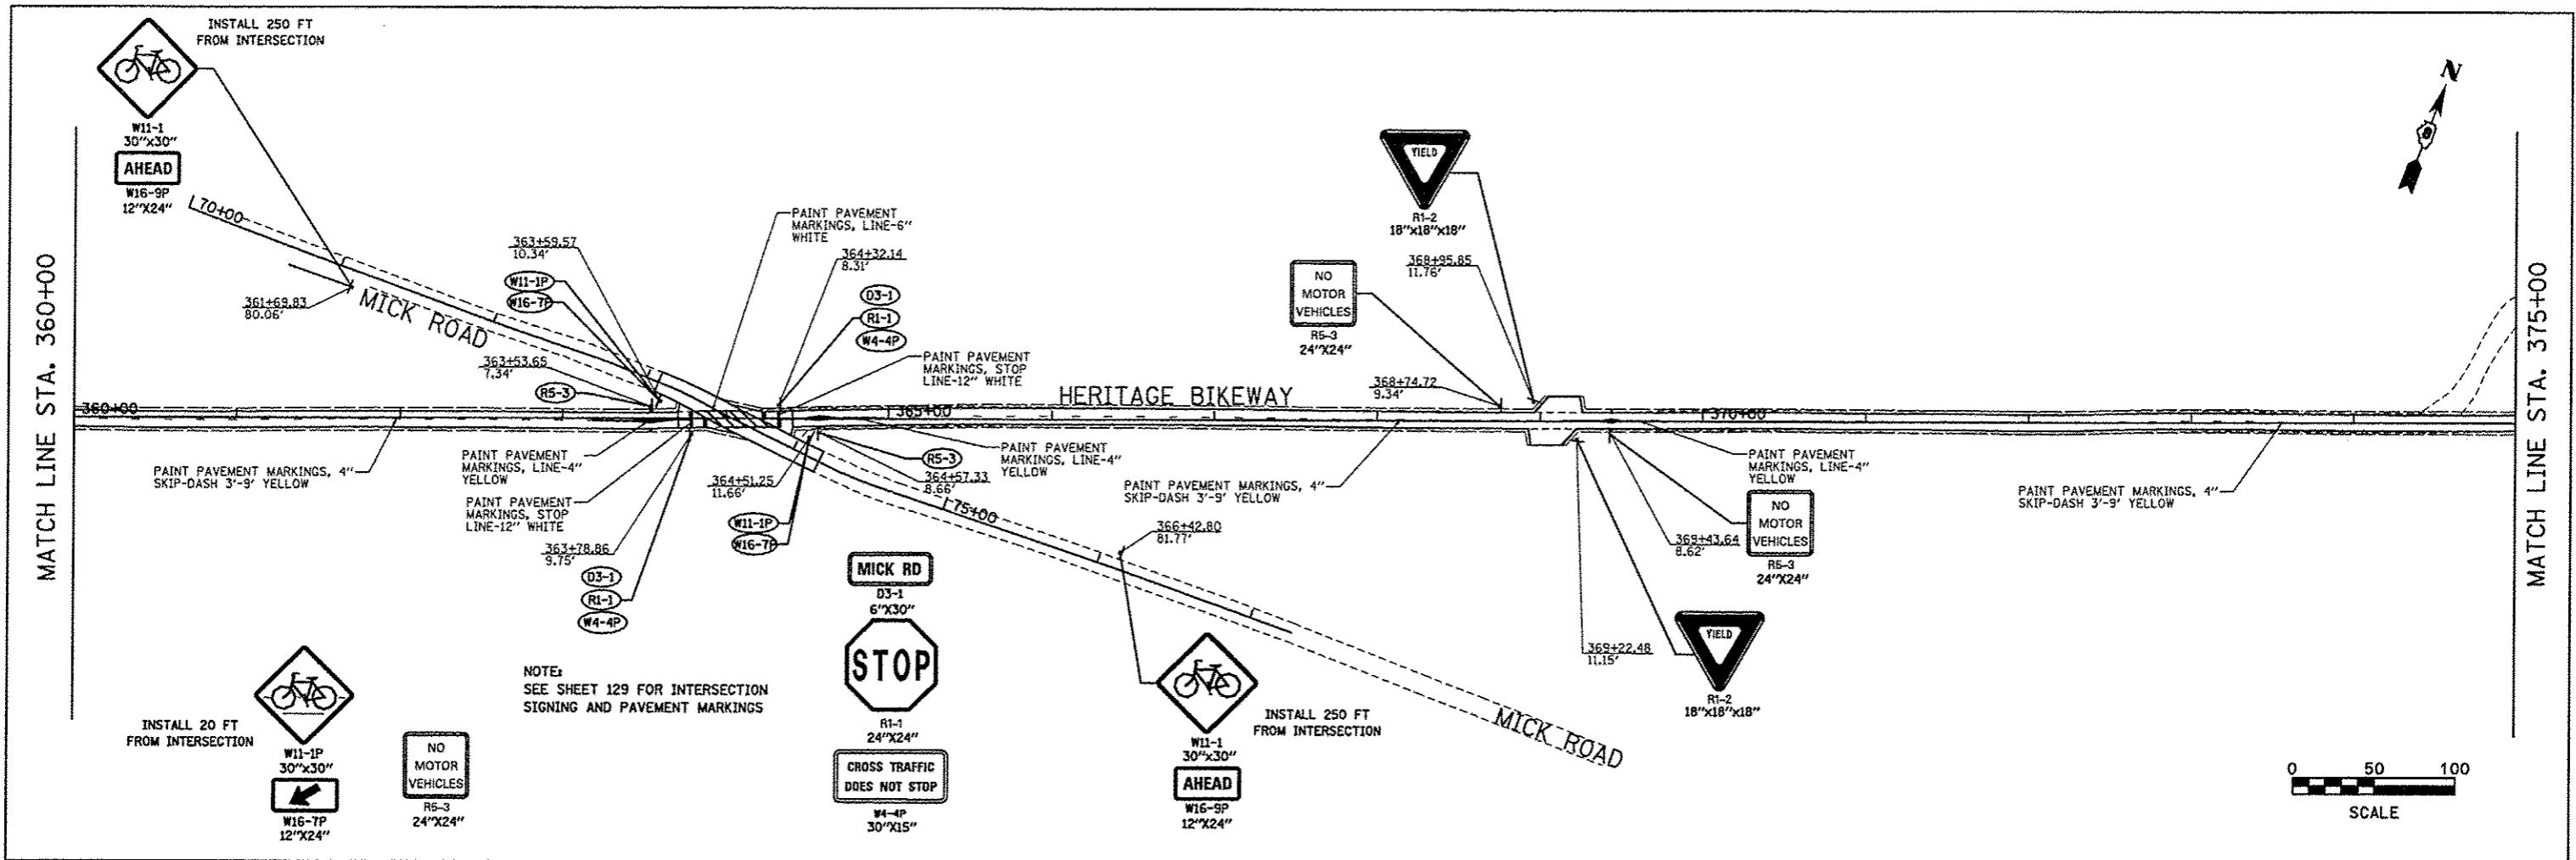 INSTALL 250 FT
FROM INTERSECTION
W11-1
30"x30"
AHEAD
W16-9P
12"X24"
70+00
361+69.83
80.06'
MICK ROAD
MATCH LINE STA. 360+00
360+00
PAINT PAVEMENT MARKINGS, 4"
SKIP-DASH 3'-9' YELLOW
363+59.57
10.34'
W11-1P
W16-7P
363+53.65
7.34'
R5-3
PAINT PAVEMENT
MARKINGS, LINE-6"
WHITE
364+32.14
8.31'
D3-1
R1-1
W4-4P
PAINT PAVEMENT
MARKINGS, STOP
LINE-12" WHITE
365+00
HERITAGE BIKEWAY
PAINT PAVEMENT
MARKINGS, LINE-4"
YELLOW
PAINT PAVEMENT
MARKINGS, STOP
LINE-12" WHITE
363+78.86
9.75'
D3-1
R1-1
W4-4P
364+51.25
11.66'
W11-1P
W16-7P
R5-3
364+57.33
8.66'
PAINT PAVEMENT
MARKINGS, LINE-4"
YELLOW
75+00
PAINT PAVEMENT MARKINGS, 4"
SKIP-DASH 3'-9' YELLOW
366+42.80
81.77'
YIELD
R1-2
18"x18"x18"
NO
MOTOR
VEHICLES
R5-3
24"X24"
368+95.85
11.76'
368+74.72
9.34'
370+00
PAINT PAVEMENT
MARKINGS, LINE-4"
YELLOW
NO
MOTOR
VEHICLES
R5-3
24"X24"
369+43.64
8.62'
369+22.48
11.15'
YIELD
R1-2
18"x18"x18"
PAINT PAVEMENT MARKINGS, 4"
SKIP-DASH 3'-9' YELLOW
N
8
MATCH LINE STA. 375+00
INSTALL 20 FT
FROM INTERSECTION
W11-1P
30"x30"
W16-7P
12"X24"
NO
MOTOR
VEHICLES
R5-3
24"X24"
NOTE:
SEE SHEET 129 FOR INTERSECTION
SIGNING AND PAVEMENT MARKINGS
MICK RD
D3-1
6"X30"
STOP
R1-1
24"X24"
CROSS TRAFFIC
DOES NOT STOP
W4-4P
30"X15"
INSTALL 250 FT
FROM INTERSECTION
W11-1
30"x30"
AHEAD
W16-9P
12"X24"
MICK ROAD
0 50 100
SCALE